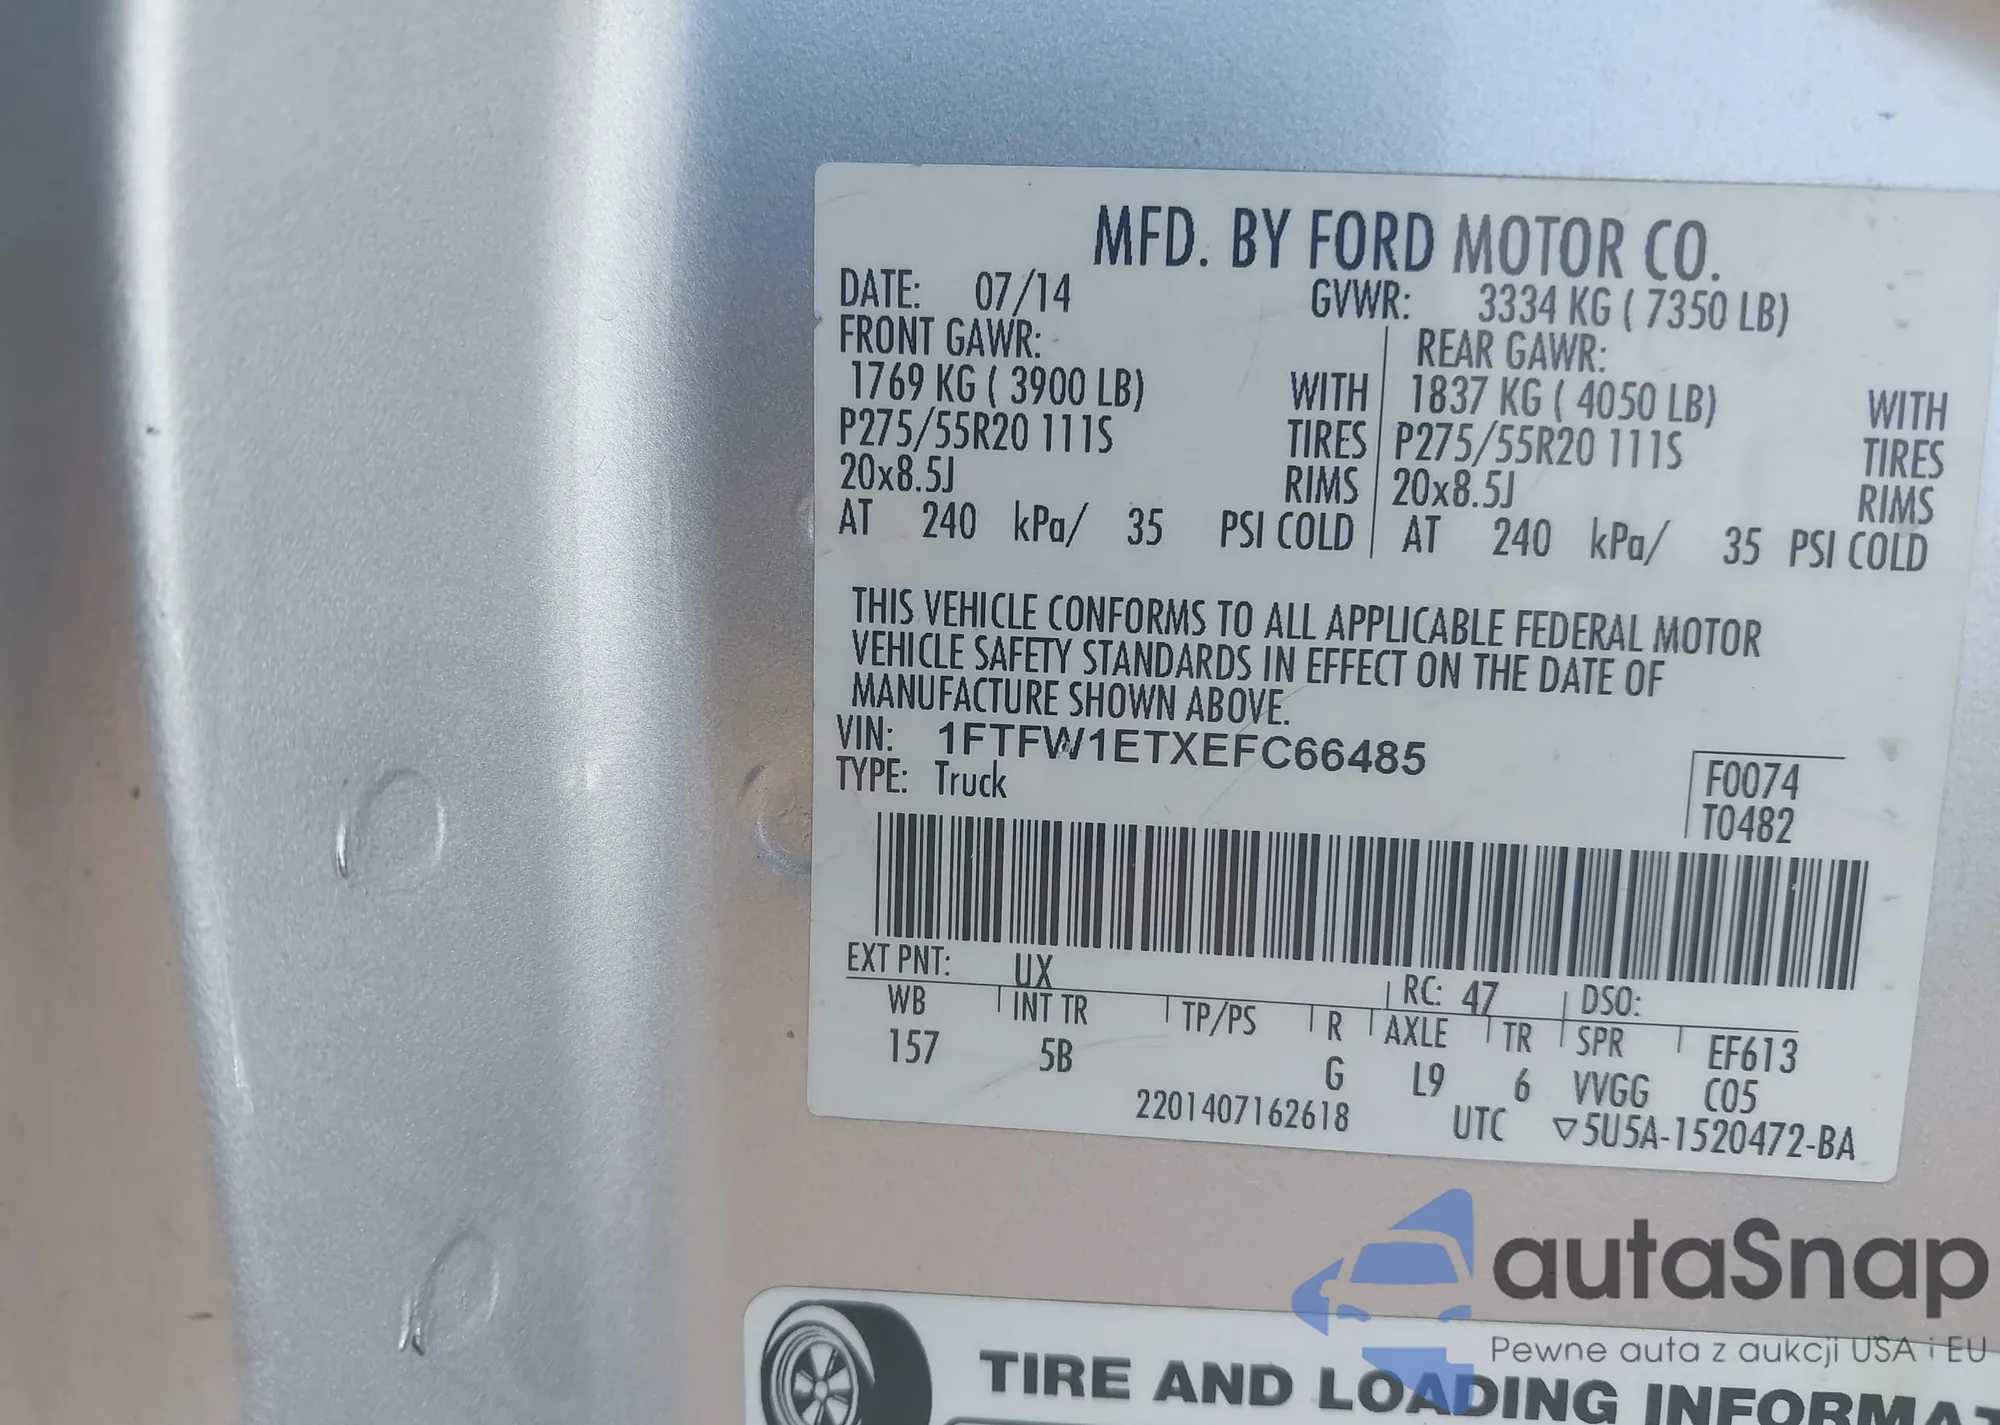 MFD. BY FORD MOTOR CO.
DATE: 07/14 GVWR: 3334 KG ( 7350 LB)
FRONT GAWR: REAR GAWR:
1769 KG ( 3900 LB) WITH 1837 KG ( 4050 LB) WITH
P275/55R20 111S TIRES P275/55R20 111S TIRES
20x8.5J RIMS 20x8.5J RIMS
AT 240 kPa/ 35 PSI COLD AT 240 kPa/ 35 PSI COLD
THIS VEHICLE CONFORMS TO ALL APPLICABLE FEDERAL MOTOR
VEHICLE SAFETY STANDARDS IN EFFECT ON THE DATE OF
MANUFACTURE SHOWN ABOVE.
VIN: 1FTFW1ETXEFC66485
TYPE: Truck
F0074
T0482
EXT PNT: UX RC: 47 DSO:
WB INT TR TP/PS R AXLE TR SPR EF613
157 5B G L9 6 VVGG C05
2201407162618 UTC ▽5U5A-1520472-BA
autaSnap
Pewne auta z aukcji USA i EU
TIRE AND LOADING INFORMAT